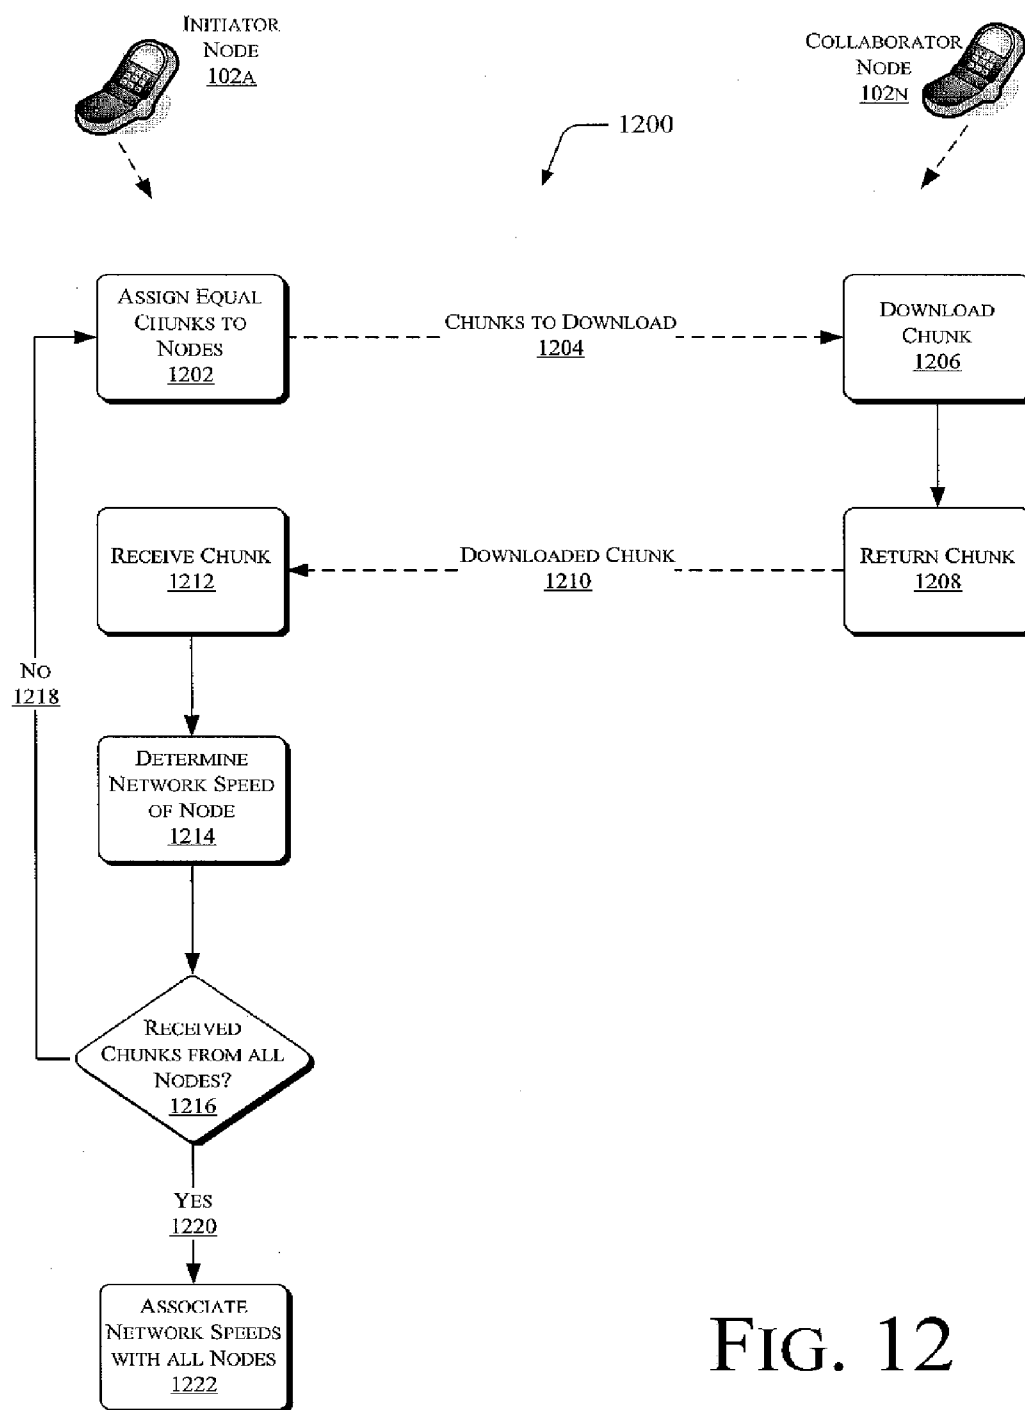 INITIATOR
NODE
102A
COLLABORATOR
NODE
102N
1200
ASSIGN EQUAL
CHUNKS TO
NODES
1202
CHUNKS TO DOWNLOAD
1204
DOWNLOAD
CHUNK
1206
RECEIVE CHUNK
1212
DOWNLOADED CHUNK
1210
RETURN CHUNK
1208
NO
1218
DETERMINE
NETWORK SPEED
OF NODE
1214
RECEIVED
CHUNKS FROM ALL
NODES?
1216
YES
1220
ASSOCIATE
NETWORK SPEEDS
WITH ALL NODES
1222
FIG. 12